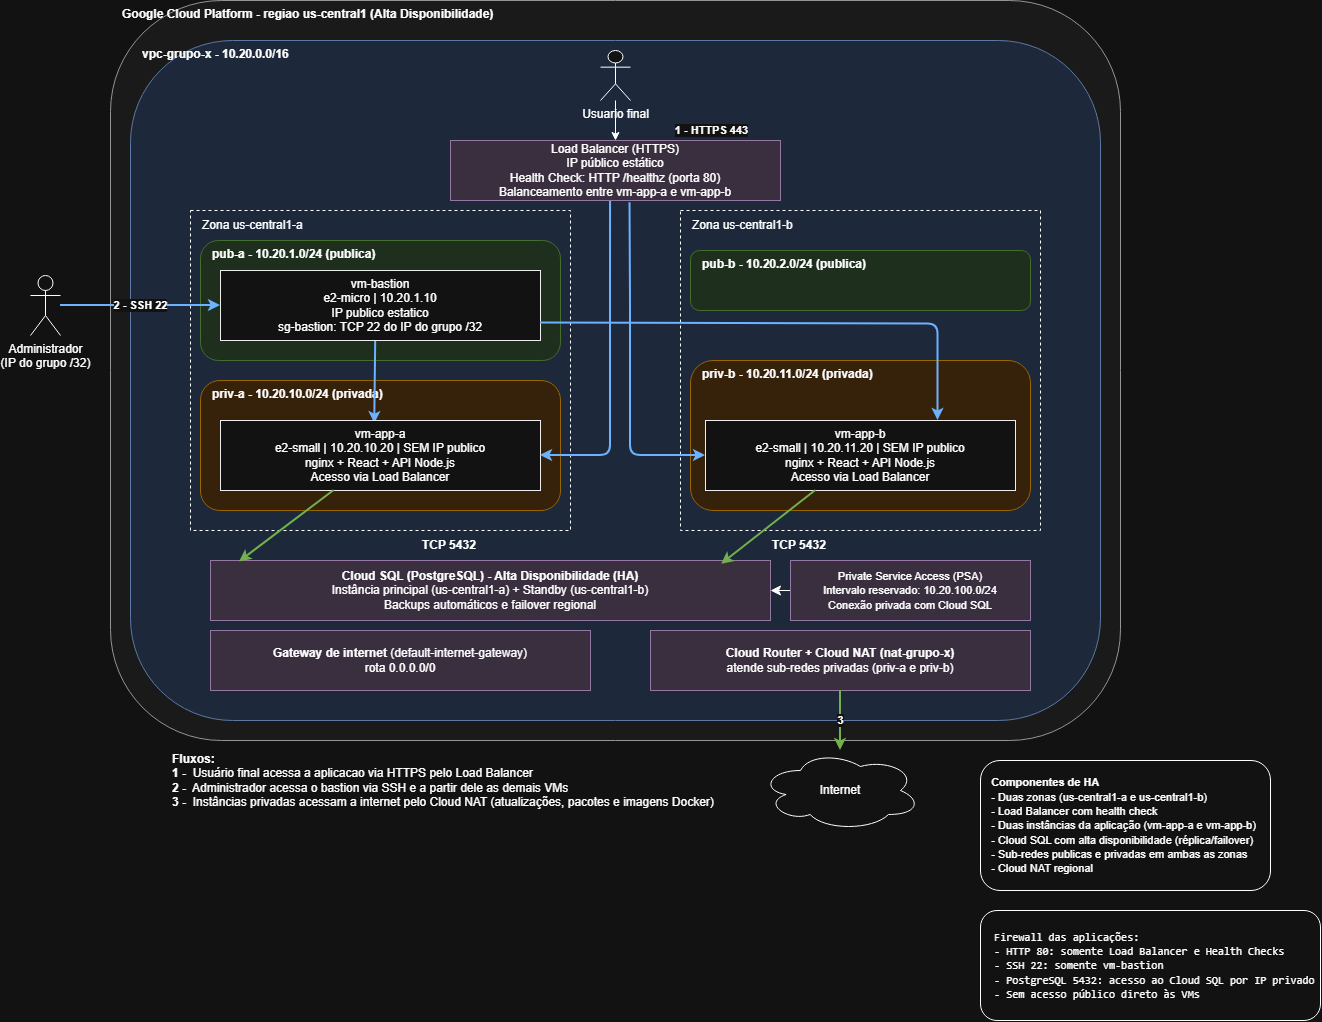 Google Cloud Platform - regiao us-central1 (Alta Disponibilidade)
vpc-grupo-x - 10.20.0.0/16
Usuario final
1 - HTTPS 443
Load Balancer (HTTPS)
IP público estático
Health Check: HTTP /healthz (porta 80)
Balanceamento entre vm-app-a e vm-app-b
Zona us-central1-a
pub-a - 10.20.1.0/24 (publica)
vm-bastion
e2-micro | 10.20.1.10
IP publico estatico
sg-bastion: TCP 22 do IP do grupo /32
Zona us-central1-b
pub-b - 10.20.2.0/24 (publica)
2 - SSH 22
Administrador
(IP do grupo /32)
priv-a - 10.20.10.0/24 (privada)
vm-app-a
e2-small | 10.20.10.20 | SEM IP publico
nginx + React + API Node.js
Acesso via Load Balancer
priv-b - 10.20.11.0/24 (privada)
vm-app-b
e2-small | 10.20.11.20 | SEM IP publico
nginx + React + API Node.js
Acesso via Load Balancer
TCP 5432
TCP 5432
Cloud SQL (PostgreSQL) - Alta Disponibilidade (HA)
Instância principal (us-central1-a) + Standby (us-central1-b)
Backups automáticos e failover regional
Private Service Access (PSA)
Intervalo reservado: 10.20.100.0/24
Conexão privada com Cloud SQL
Gateway de internet (default-internet-gateway)
rota 0.0.0.0/0
Cloud Router + Cloud NAT (nat-grupo-x)
atende sub-redes privadas (priv-a e priv-b)
3
Internet
Fluxos:
1 - Usuário final acessa a aplicacao via HTTPS pelo Load Balancer
2 - Administrador acessa o bastion via SSH e a partir dele as demais VMs
3 - Instâncias privadas acessam a internet pelo Cloud NAT (atualizações, pacotes e imagens Docker)
Componentes de HA
- Duas zonas (us-central1-a e us-central1-b)
- Load Balancer com health check
- Duas instâncias da aplicação (vm-app-a e vm-app-b)
- Cloud SQL com alta disponibilidade (réplica/failover)
- Sub-redes publicas e privadas em ambas as zonas
- Cloud NAT regional
Firewall das aplicações:
- HTTP 80: somente Load Balancer e Health Checks
- SSH 22: somente vm-bastion
- PostgreSQL 5432: acesso ao Cloud SQL por IP privado
- Sem acesso público direto às VMs